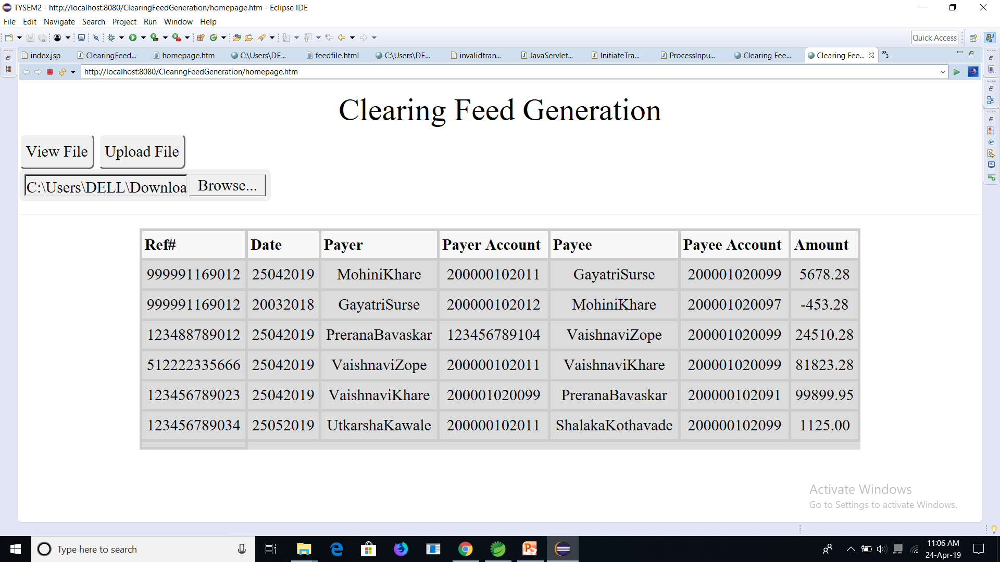 TYSEM2 - http://localhost:8080/ClearingFeedGeneration/homepage.htm - Eclipse IDE
File Edit Navigate Search Project Run Window Help
Quick Access
index.jsp ClearingFeed... homepage.htm C:\Users\DE... feedfile.html C:\Users\DE... invalidtran... JavaServlet... InitiateTra... ProcessInpu... Clearing Fee... Clearing Fee... »3
http://localhost:8080/ClearingFeedGeneration/homepage.htm
Clearing Feed Generation
View File Upload File
C:\Users\DELL\Downloa Browse...
Ref# Date Payer Payer Account Payee Payee Account Amount
999991169012 25042019 MohiniKhare 200000102011 GayatriSurse 200001020099 5678.28
999991169012 20032018 GayatriSurse 200000102012 MohiniKhare 200001020097 -453.28
123488789012 25042019 PreranaBavaskar 123456789104 VaishnaviZope 200001020099 24510.28
512222335666 25042019 VaishnaviZope 200000102011 VaishnaviKhare 200001020099 81823.28
123456789023 25042019 VaishnaviKhare 200001020099 PreranaBavaskar 200000102091 99899.95
123456789034 25052019 UtkarshaKawale 200000102011 ShalakaKothavade 200000102099 1125.00
Activate Windows
Go to Settings to activate Windows.
Type here to search
11:06 AM
24-Apr-19